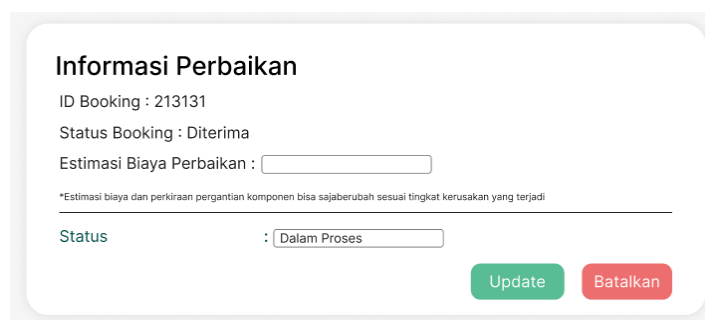 Informasi Perbaikan
ID Booking : 213131
Status Booking : Diterima
Estimasi Biaya Perbaikan :
*Estimasi biaya dan perkiraan pergantian komponen bisa sajaberubah sesuai tingkat kerusakan yang terjadi
Status : Dalam Proses
Update Batalkan